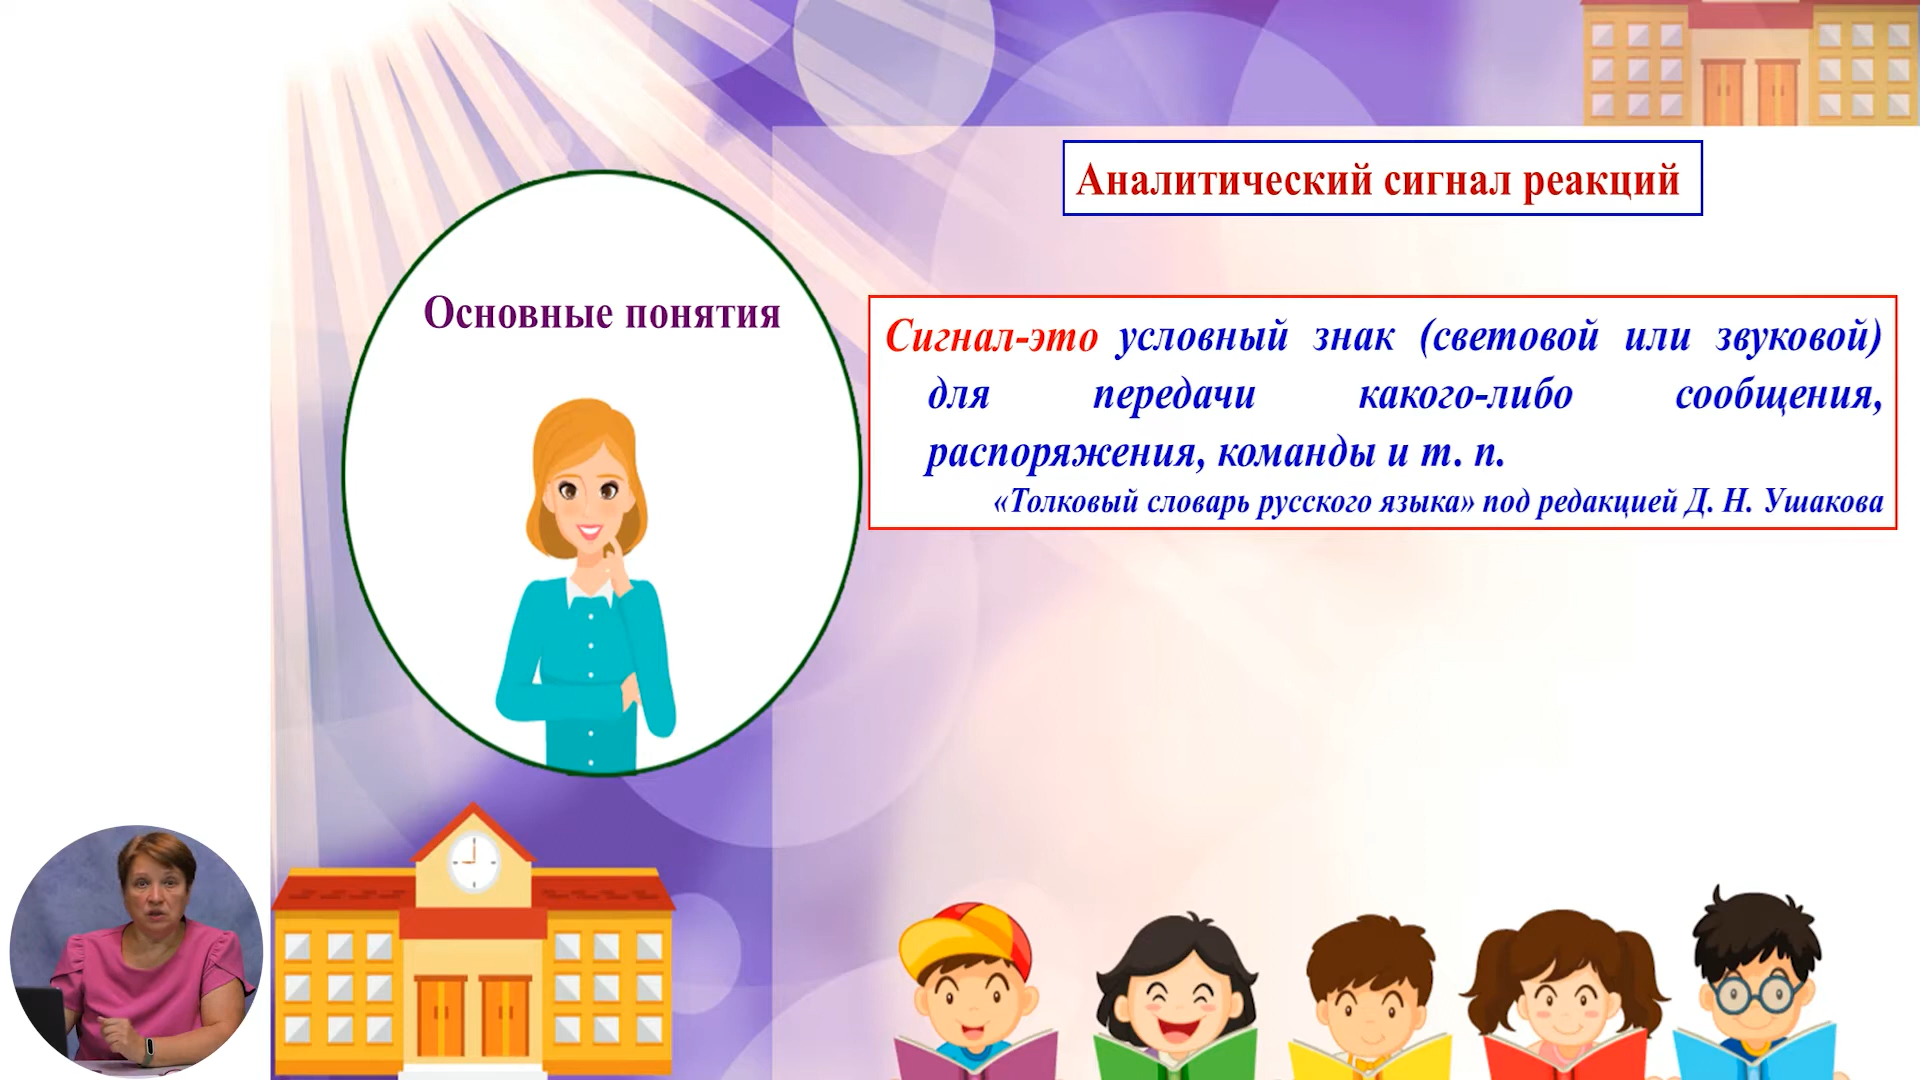 Аналитический сигнал реакций
Основные понятия
Сигнал-это условный знак (световой или звуковой)
для передачи какого-либо сообщения,
распоряжения, команды и т. п.
«Толковый словарь русского языка» под редакцией Д. Н. Ушакова